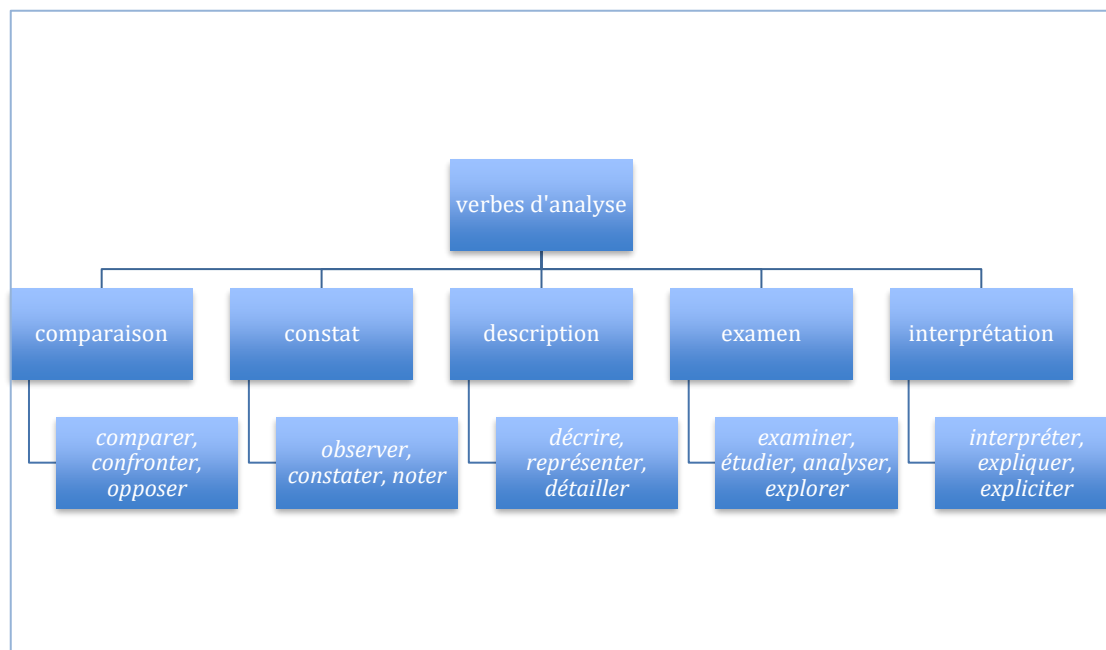 verbes d'analyse
comparaison
constat
description
examen
interprétation
comparer,
confronter,
opposer
observer,
constater, noter
décrire,
représenter,
détailler
examiner,
étudier, analyser,
explorer
interpréter,
expliquer,
expliciter